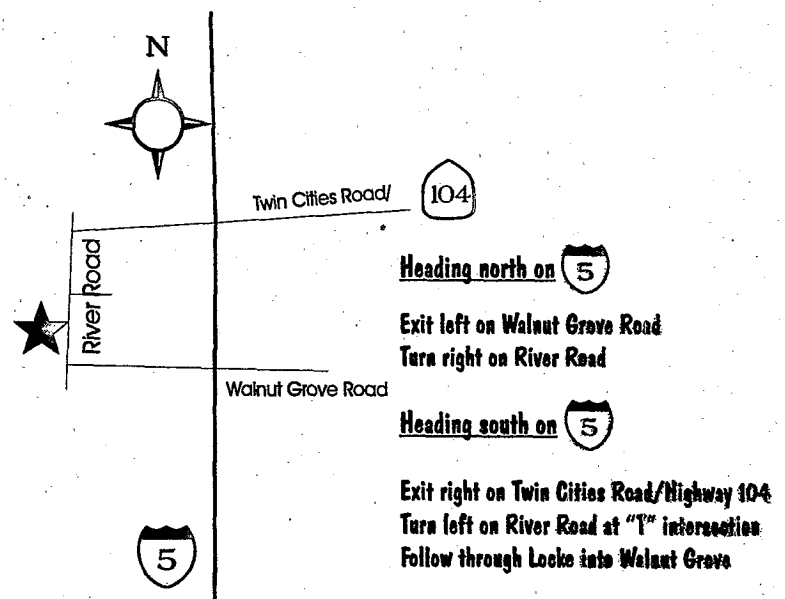 N
Twin Cities Road/
104
River Road
Walnut Grove Road
5
Heading north on 5
Exit left on Walnut Grove Road
Turn right on River Road
Heading south on 5
Exit right on Twin Cities Road/Highway 104
Turn left on River Road at "T" intersection
Follow through Locke into Walnut Grove